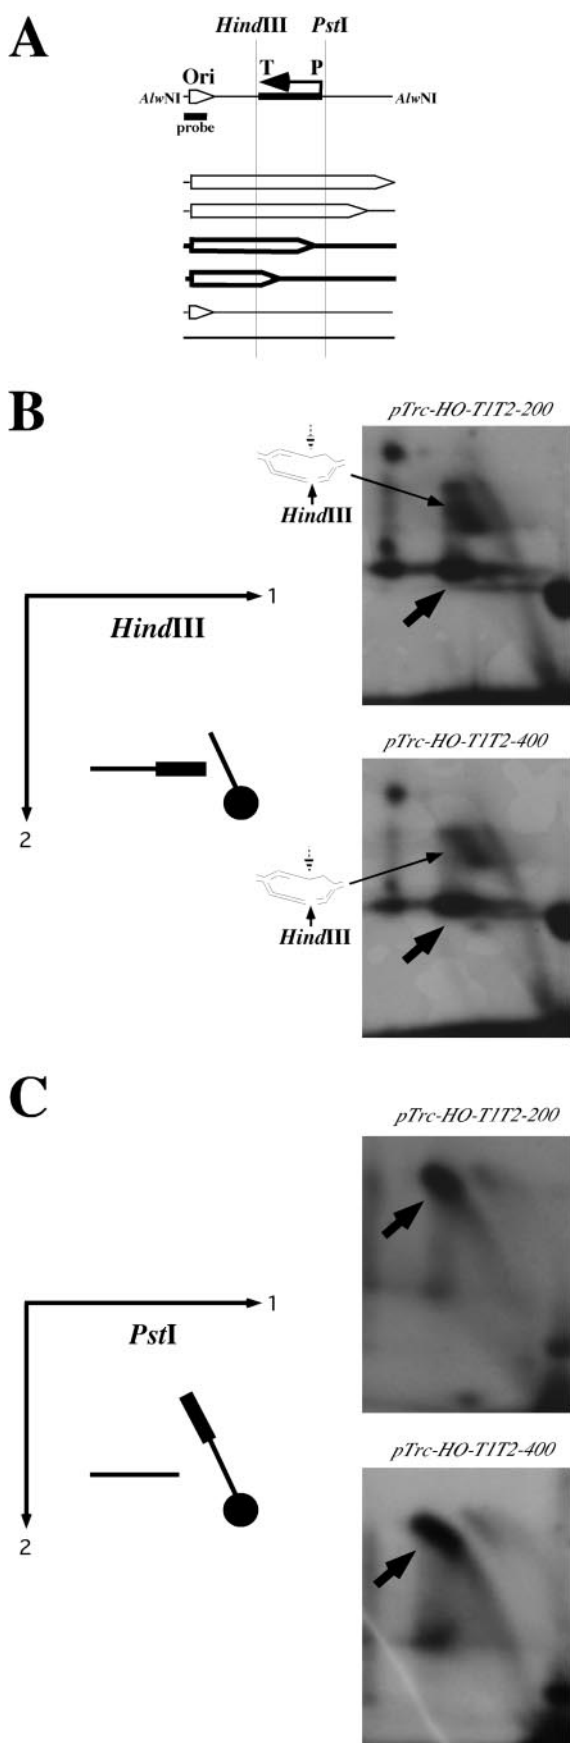 A
HindIII PstI
T P
Ori
AlwNI AlwNI
probe
B
pTrc-HO-T1T2-200
HindIII
1
HindIII
2
pTrc-HO-T1T2-400
HindIII
C
pTrc-HO-T1T2-200
1
PstI
2
pTrc-HO-T1T2-400